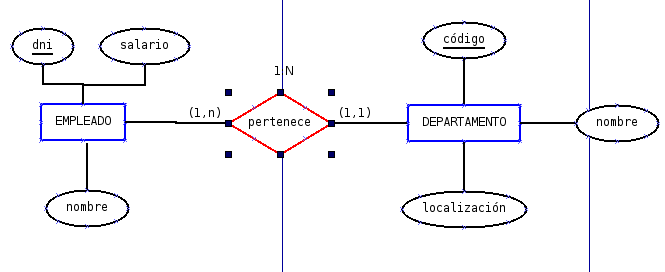 dni
salario
código
1 N
EMPLEADO
(1,n)
pertenece
(1,1)
DEPARTAMENTO
nombre
nombre
localización